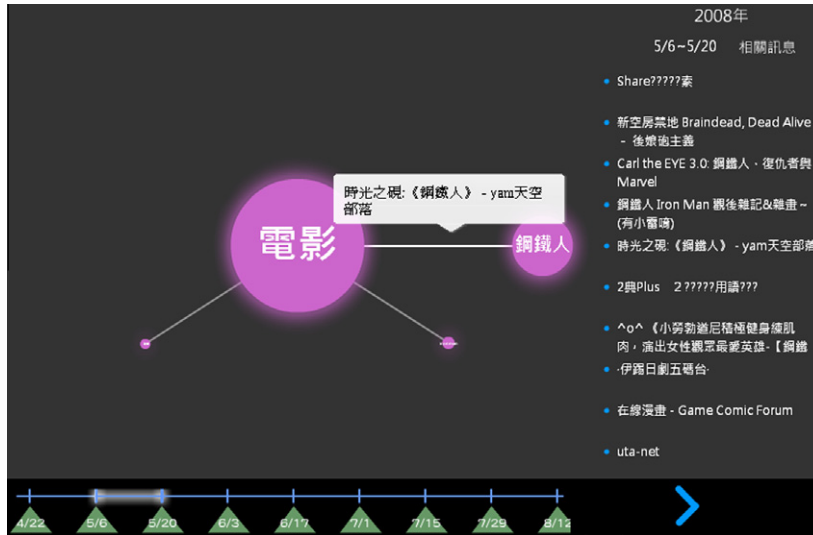 2008年
5/6~5/20 相關訊息
Share?????素
新空房禁地 Braindead, Dead Alive
- 後娘砲主義
Carl the EYE 3.0: 鋼鐵人、復仇者與
Marvel
鋼鐵人 Iron Man 觀後雜記&雜畫~
(有小雷唷)
時光之硯:《鋼鐵人》 - yam天空部落
2典Plus 2?????用語???
^o^ 《小勞勃道尼積極健身練肌
肉，演出女性觀眾最愛英雄-【鋼鐵
·伊露日劇五碼台·
在線漫畫 - Game Comic Forum
uta-net
時光之硯:《鋼鐵人》 - yam天空
部落
電影
鋼鐵人
4/22 5/6 5/20 6/3 6/17 7/1 7/15 7/29 8/12